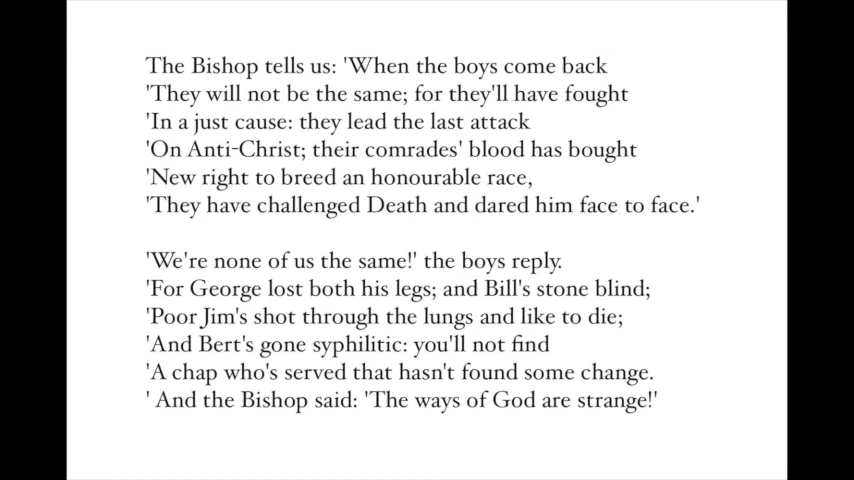 The Bishop tells us: 'When the boys come back
'They will not be the same; for they'll have fought
'In a just cause: they lead the last attack
'On Anti-Christ; their comrades' blood has bought
'New right to breed an honourable race,
'They have challenged Death and dared him face to face.'
'We're none of us the same!' the boys reply.
'For George lost both his legs; and Bill's stone blind;
'Poor Jim's shot through the lungs and like to die;
'And Bert's gone syphilitic: you'll not find
'A chap who's served that hasn't found some change.
' And the Bishop said: 'The ways of God are strange!'